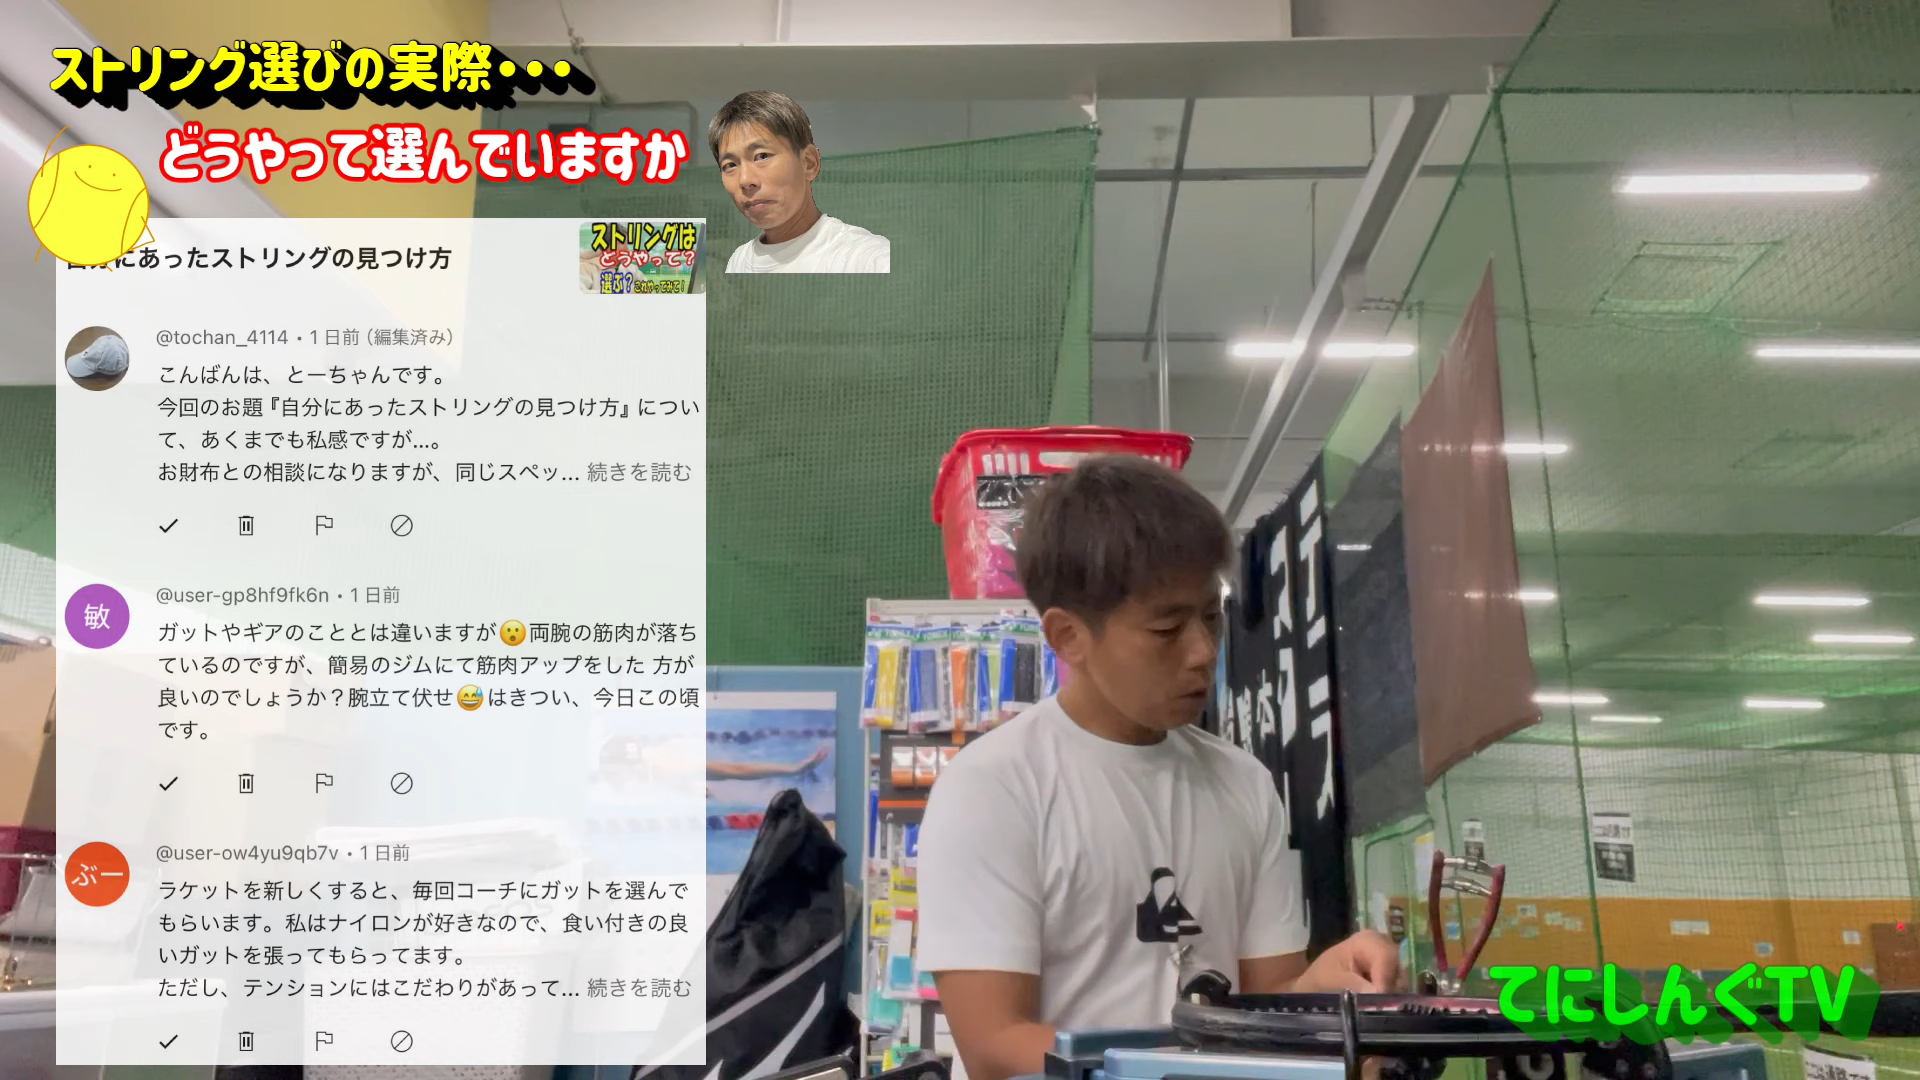 ストリング選びの実際・・・
どうやって選んでいますか
自分にあったストリングの見つけ方
ストリングは
どうやって?
選ぶ?これやってみて!
@tochan_4114・1日前（編集済み）
こんばんは、とーちゃんです。
今回のお題『自分にあったストリングの見つけ方』につい
て、あくまでも私感ですが...。
お財布との相談になりますが、同じスペッ... 続きを読む
敏
@user-gp8hf9fk6n・1日前
ガットやギアのこととは違いますが😮両腕の筋肉が落ち
ているのですが、簡易のジムにて筋肉アップをした 方が
良いのでしょうか？腕立て伏せ😅はきつい、今日この頃
です。
ぶー
@user-ow4yu9qb7v・1日前
ラケットを新しくすると、毎回コーチにガットを選んで
もらいます。私はナイロンが好きなので、食い付きの良
いガットを張ってもらってます。
ただし、テンションにはこだわりがあって... 続きを読む
てにしんぐTV